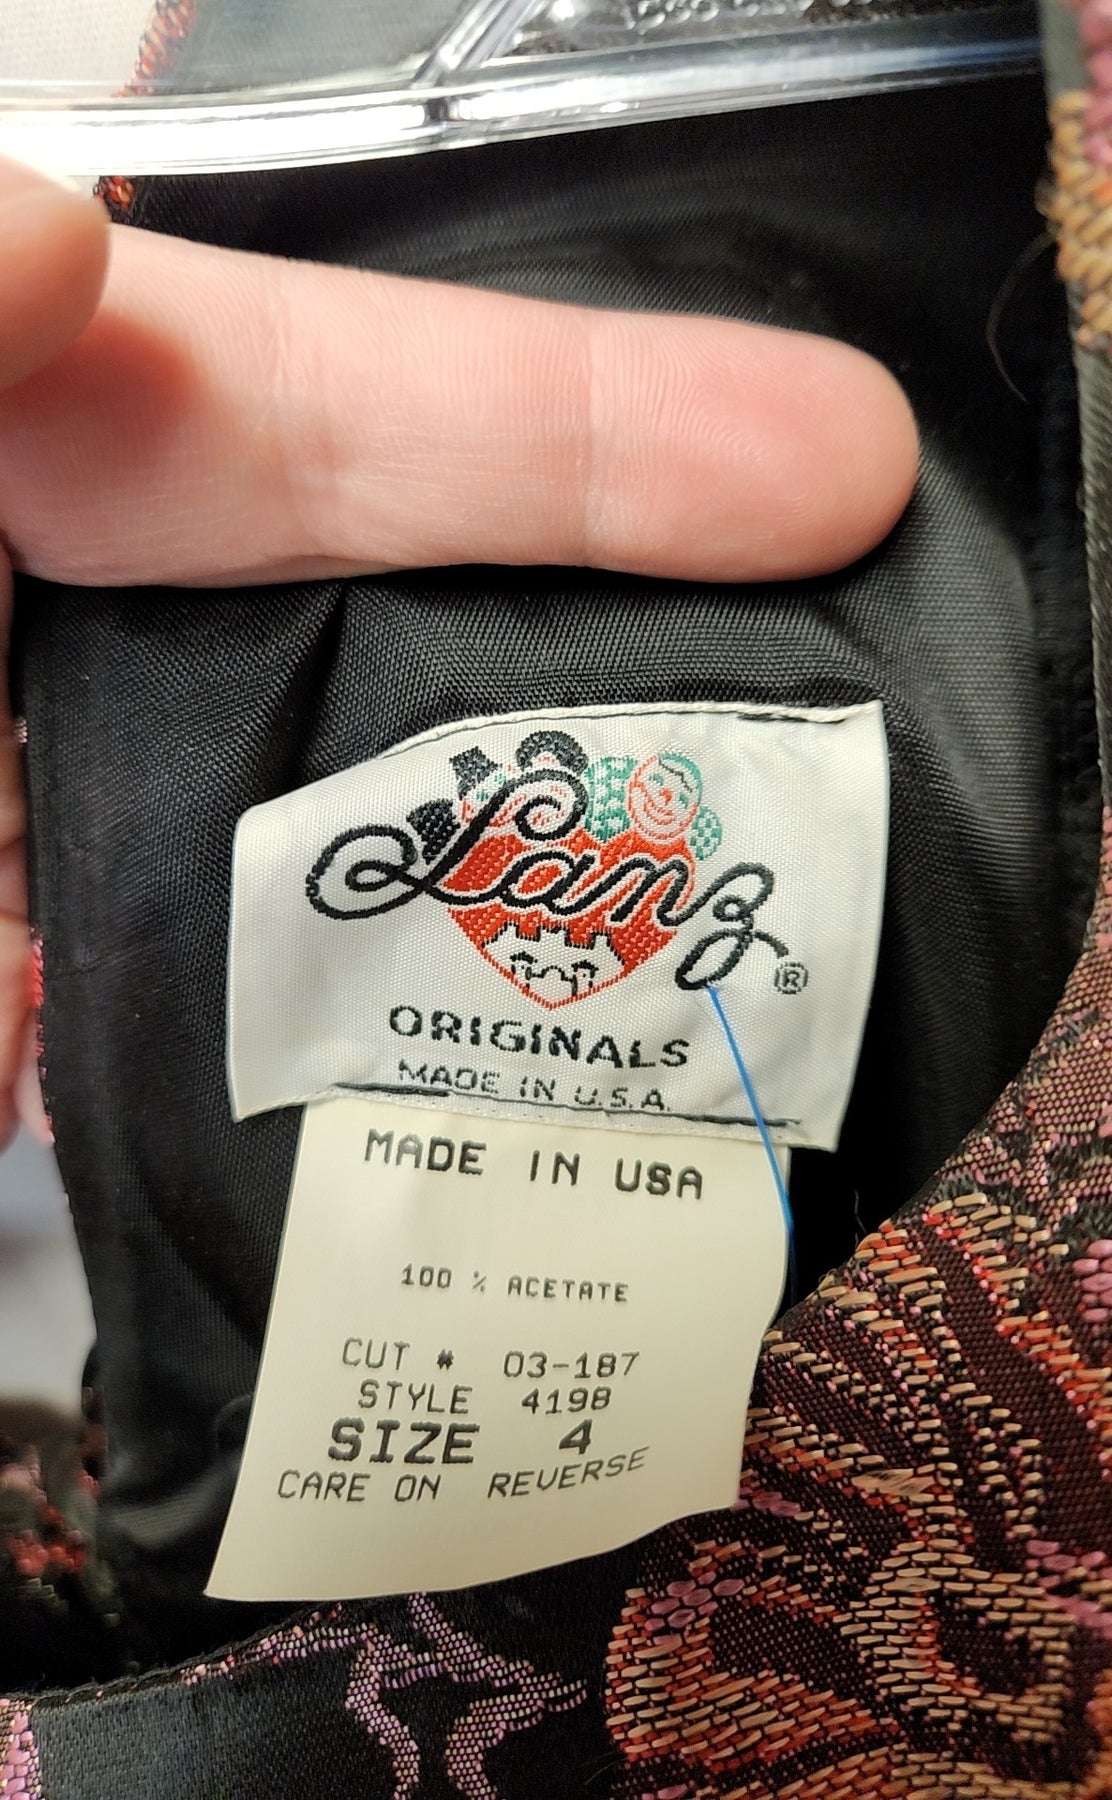 Lanz ®
ORIGINALS
MADE IN U.S.A.
MADE IN USA
100 % ACETATE
CUT # 03-187
STYLE 4198
SIZE 4
CARE ON REVERSE